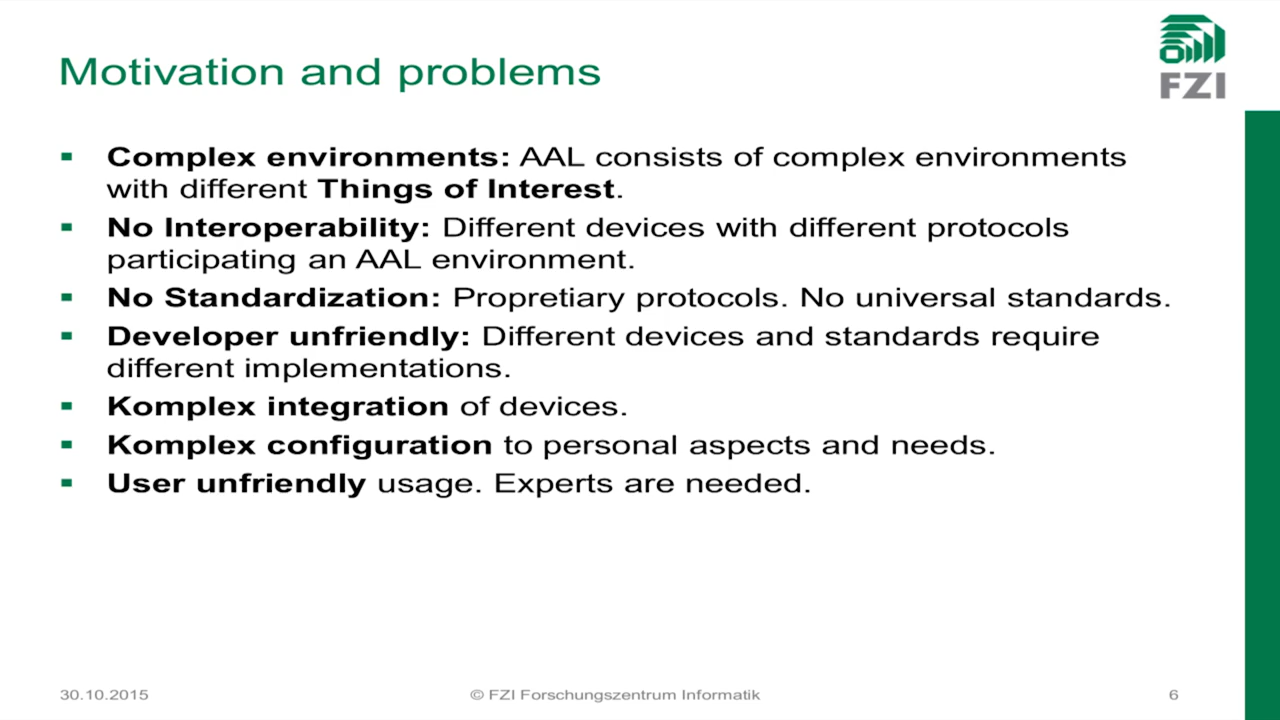 Motivation and problems
FZI
Complex environments: AAL consists of complex environments
with different Things of Interest.
No Interoperability: Different devices with different protocols
participating an AAL environment.
No Standardization: Propretiary protocols. No universal standards.
Developer unfriendly: Different devices and standards require
different implementations.
Komplex integration of devices.
Komplex configuration to personal aspects and needs.
User unfriendly usage. Experts are needed.
30.10.2015
© FZI Forschungszentrum Informatik
6